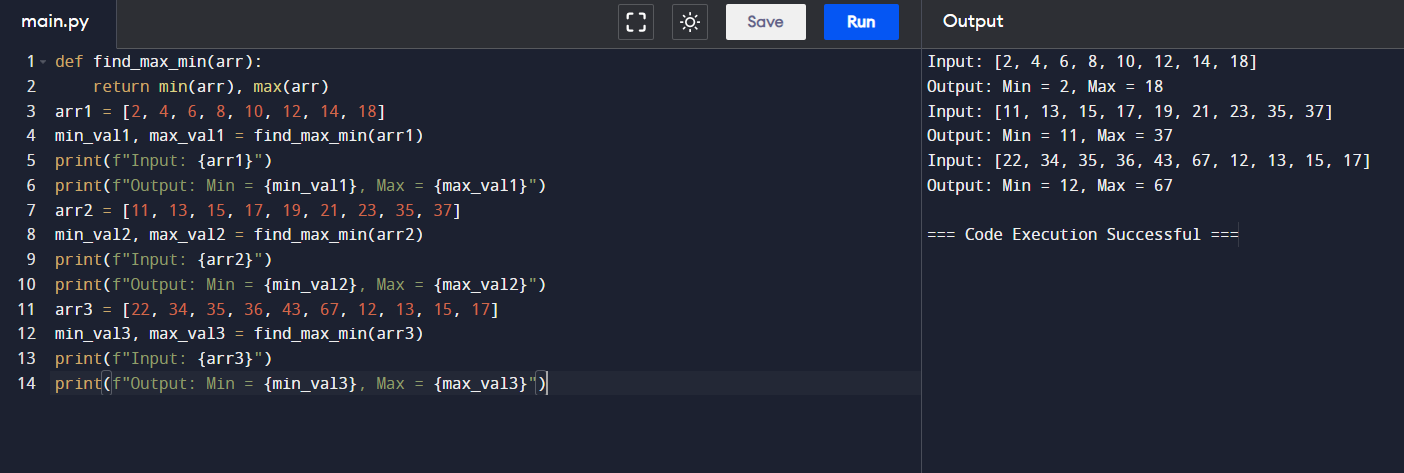 main.py
Save
Run
Output
1 def find_max_min(arr):
2     return min(arr), max(arr)
3 arr1 = [2, 4, 6, 8, 10, 12, 14, 18]
4 min_val1, max_val1 = find_max_min(arr1)
5 print(f"Input: {arr1}")
6 print(f"Output: Min = {min_val1}, Max = {max_val1}")
7 arr2 = [11, 13, 15, 17, 19, 21, 23, 35, 37]
8 min_val2, max_val2 = find_max_min(arr2)
9 print(f"Input: {arr2}")
10 print(f"Output: Min = {min_val2}, Max = {max_val2}")
11 arr3 = [22, 34, 35, 36, 43, 67, 12, 13, 15, 17]
12 min_val3, max_val3 = find_max_min(arr3)
13 print(f"Input: {arr3}")
14 print(f"Output: Min = {min_val3}, Max = {max_val3}")
Input: [2, 4, 6, 8, 10, 12, 14, 18]
Output: Min = 2, Max = 18
Input: [11, 13, 15, 17, 19, 21, 23, 35, 37]
Output: Min = 11, Max = 37
Input: [22, 34, 35, 36, 43, 67, 12, 13, 15, 17]
Output: Min = 12, Max = 67
=== Code Execution Successful ===